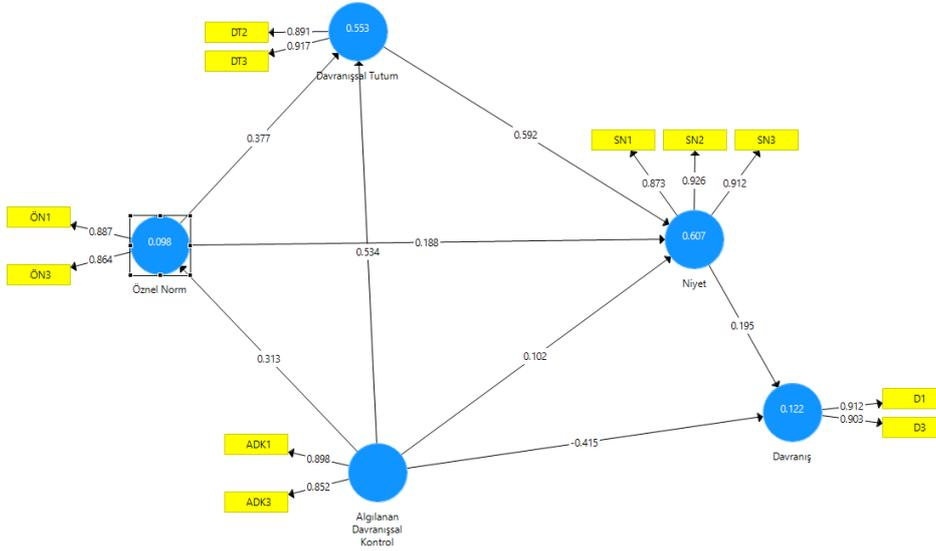 0.553
DT2
0.891
DT3
0.917
Davranışsal Tutum
0.377
0.592
SN1
SN2
SN3
0.873
0.926
0.912
ÖN1
0.887
ÖN3
0.864
0.098
Öznel Norm
0.188
0.534
0.607
Niyet
0.313
0.102
0.195
0.122
Davranış
0.912
D1
0.903
D3
-0.415
ADK1
0.898
ADK3
0.852
Algılanan
Davranışsal
Kontrol